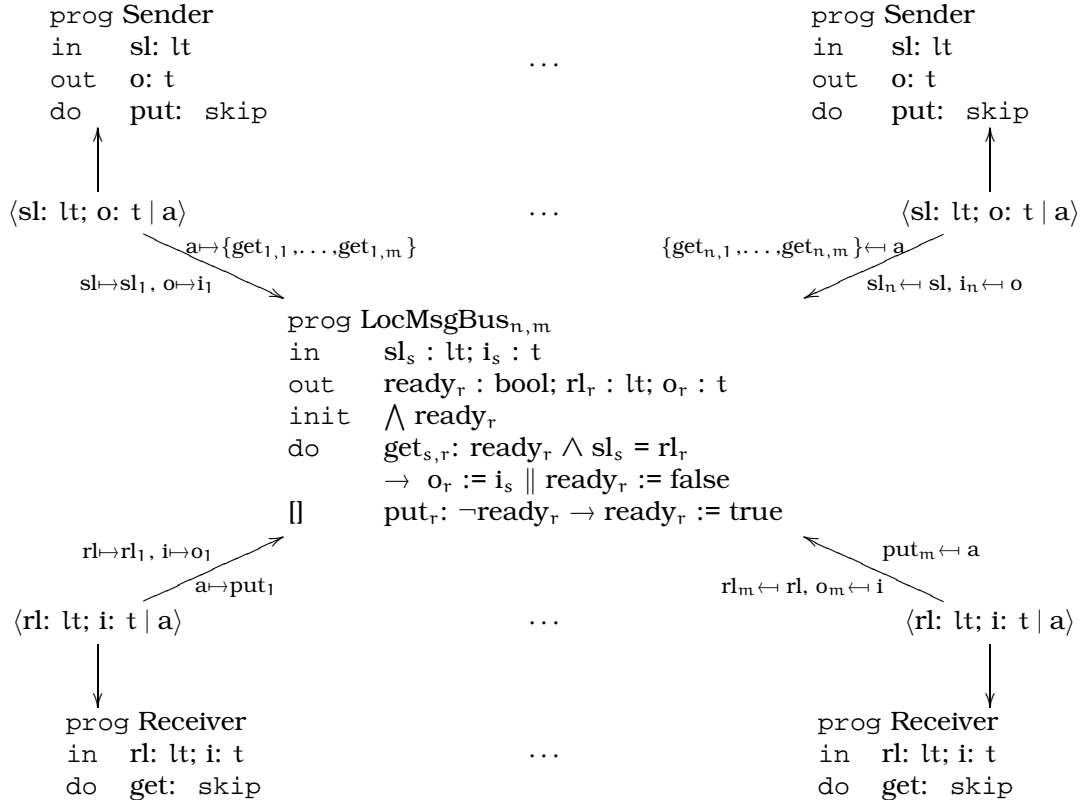 prog Sender … prog Sender
in sl: lt in sl: lt
out o: t out o: t
do put: skip do put: skip
⟨sl: lt; o: t | a⟩ … ⟨sl: lt; o: t | a⟩
a↦{get₁,₁,…,get₁,ₘ} {getₙ,₁,…,getₙ,ₘ}↤ a
sl↦sl₁, o↦i₁ slₙ↤ sl, iₙ↤ o
prog LocMsgBusₙ,ₘ
in slₛ : lt; iₛ : t
out readyᵣ : bool; rlᵣ : lt; oᵣ : t
init ⋀ readyᵣ
do getₛ,ᵣ: readyᵣ ∧ slₛ = rlᵣ
→ oᵣ := iₛ ∥ readyᵣ := false
[] putᵣ: ¬readyᵣ → readyᵣ := true
rl↦rl₁, i↦o₁ putₘ↤ a
a↦put₁ rlₘ↤ rl, oₘ↤ i
⟨rl: lt; i: t | a⟩ … ⟨rl: lt; i: t | a⟩
prog Receiver prog Receiver
in rl: lt; i: t … in rl: lt; i: t
do get: skip do get: skip